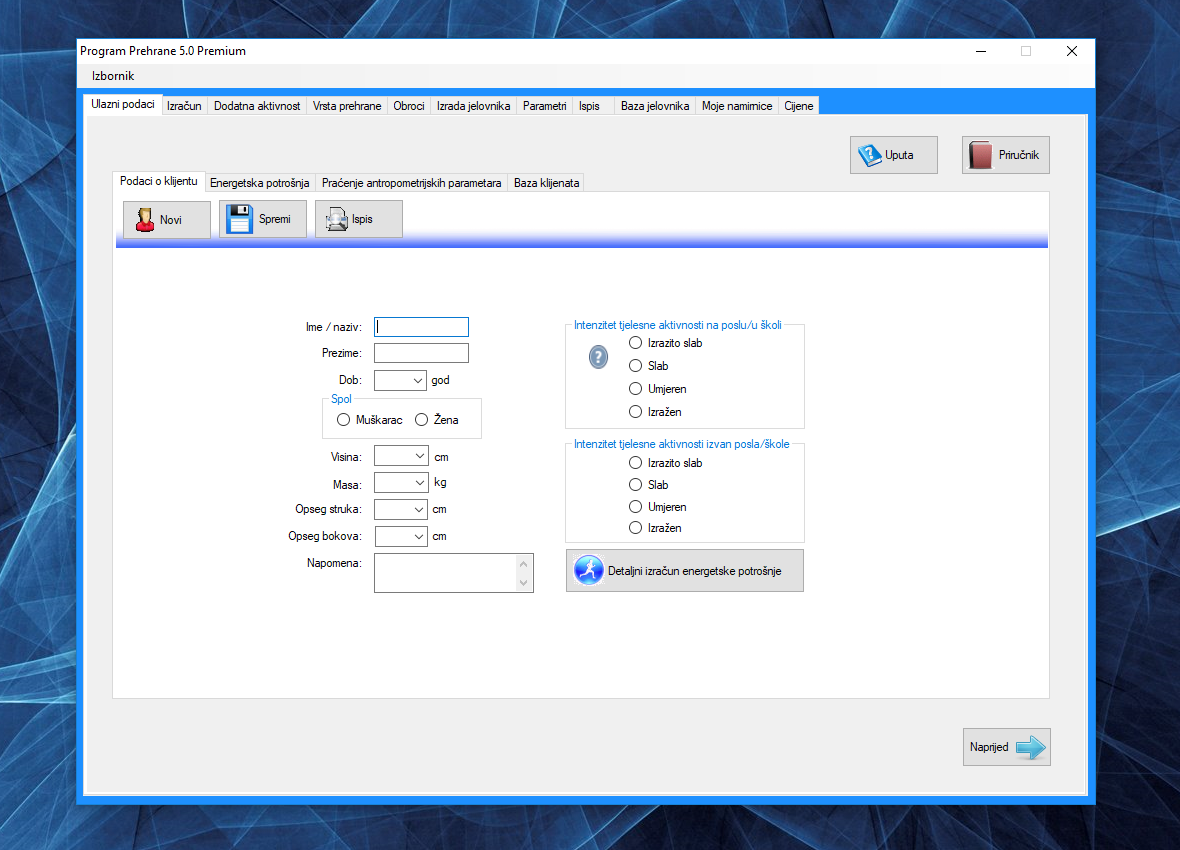 Program Prehrane 5.0 Premium
Izbornik
Ulazni podaci Izračun Dodatna aktivnost Vrsta prehrane Obroci Izrada jelovnika Parametri Ispis Baza jelovnika Moje namirnice Cijene
Uputa Priručnik
Podaci o klijentu Energetska potrošnja Praćenje antropometrijskih parametara Baza klijenata
Novi Spremi Ispis
Ime / naziv:
Prezime:
Dob: god
Spol
Muškarac Žena
Visina: cm
Masa: kg
Opseg struka: cm
Opseg bokova: cm
Napomena:
Intenzitet tjelesne aktivnosti na poslu/u školi
?
Izrazito slab
Slab
Umjeren
Izražen
Intenzitet tjelesne aktivnosti izvan posla/škole
Izrazito slab
Slab
Umjeren
Izražen
Detaljni izračun energetske potrošnje
Naprijed